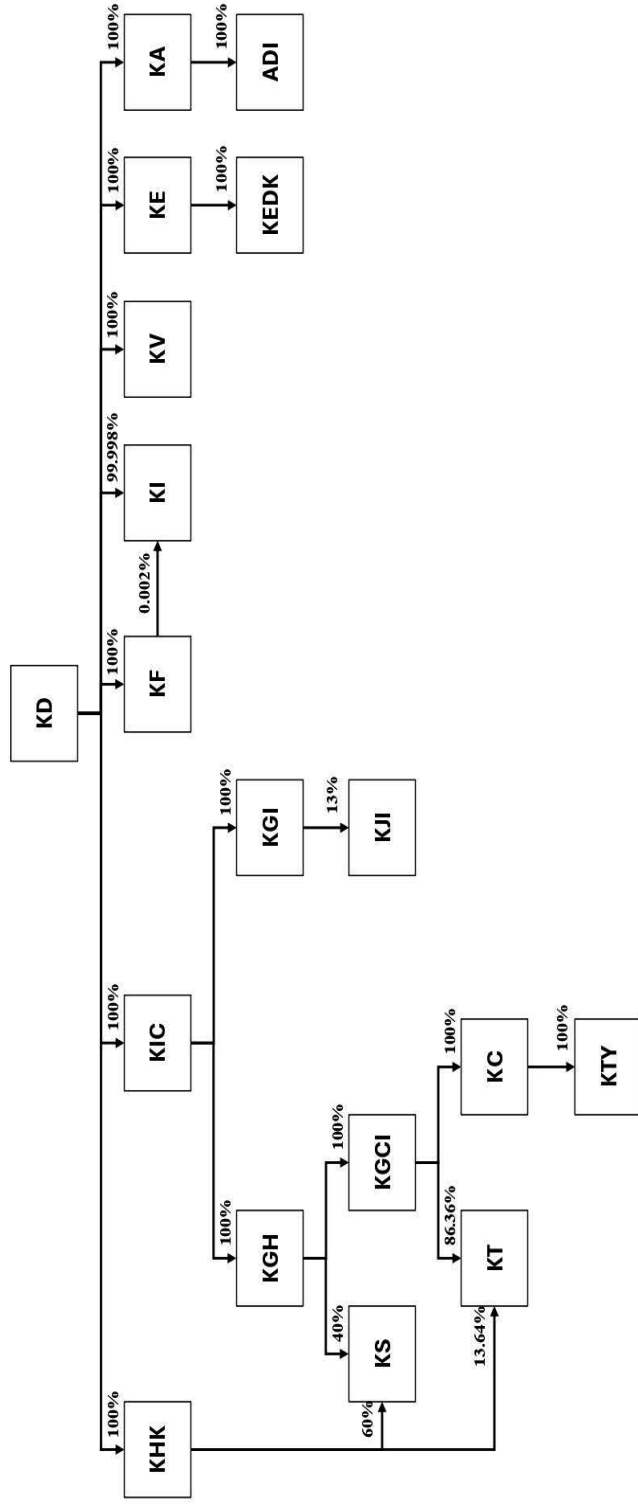 KD
100%
100%
100%
99.998%
100%
100%
100%
KHK
KIC
KF
0.002%
KI
KV
KE
KA
100%
100%
100%
100%
KGH
KGI
KEDK
ADI
40%
100%
13%
60%
KS
KGCI
KJI
86.36%
100%
13.64%
KT
KC
100%
KTY